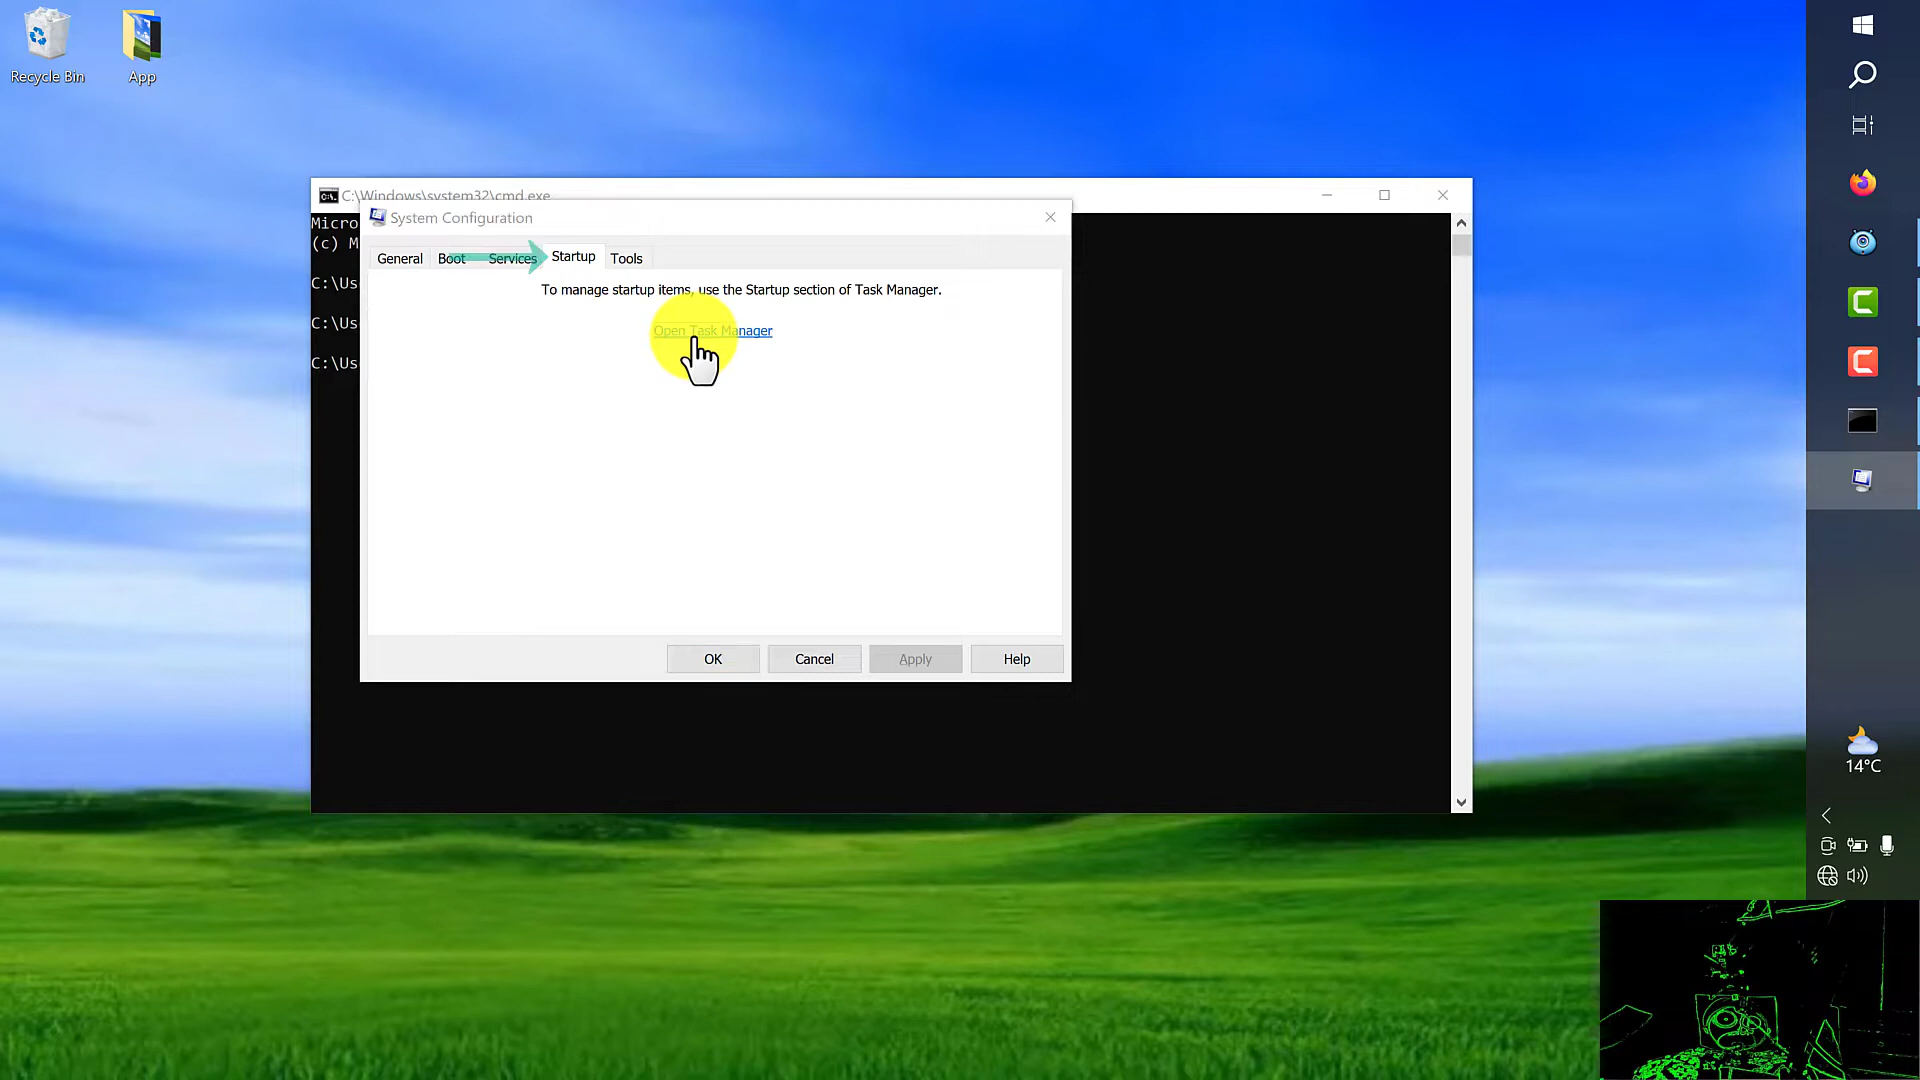 Recycle Bin
App
C:\Windows\system32\cmd.exe
Micro
(c) M
C:\Us
C:\Us
C:\Us
System Configuration
General Boot Services Startup Tools
To manage startup items, use the Startup section of Task Manager.
Open Task Manager
OK Cancel Apply Help
14°C